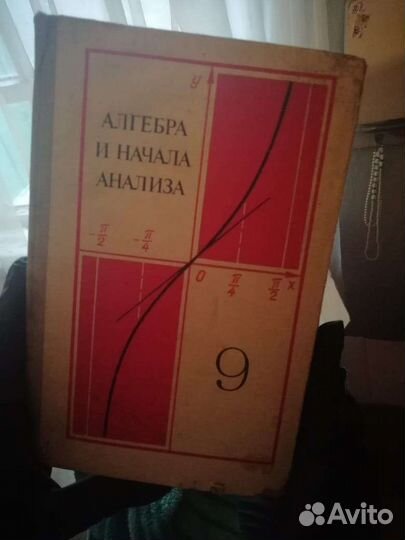 y
АЛГЕБРА
И НАЧАЛА
АНАЛИЗА
-π/2 -π/4
0 π/4 π/2 x
9
Avito